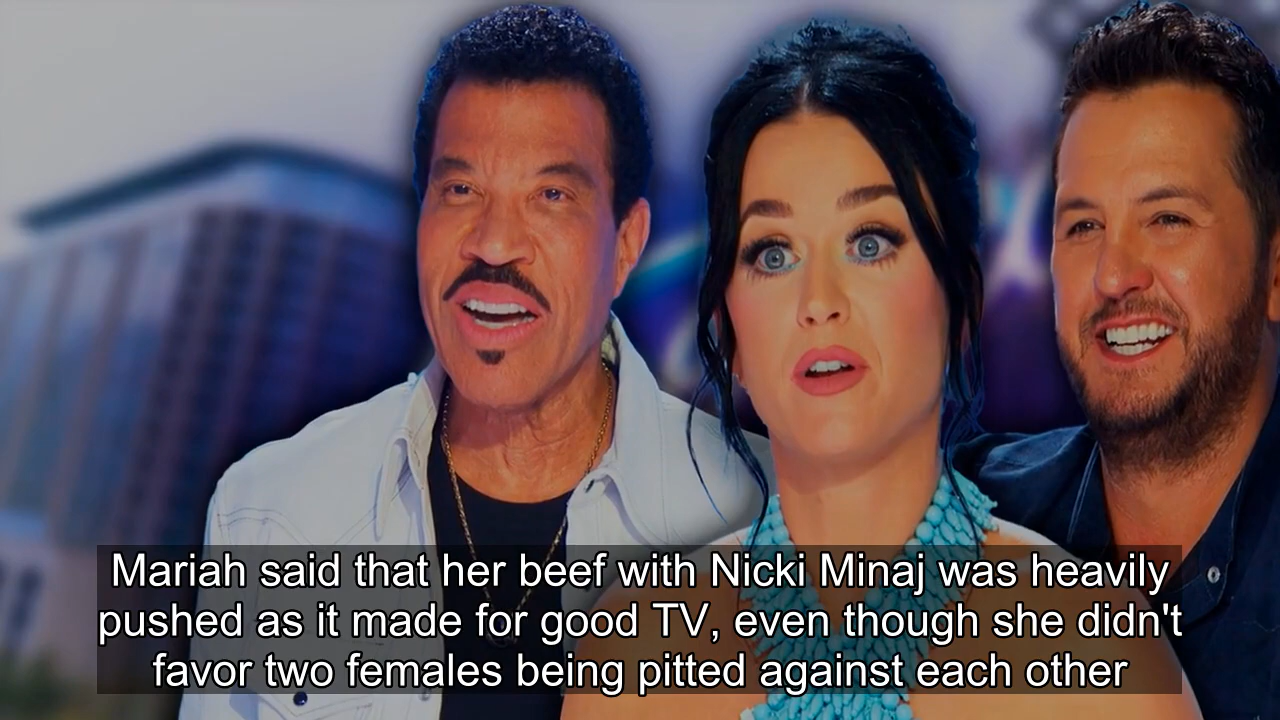 Mariah said that her beef with Nicki Minaj was heavily
pushed as it made for good TV, even though she didn't
favor two females being pitted against each other